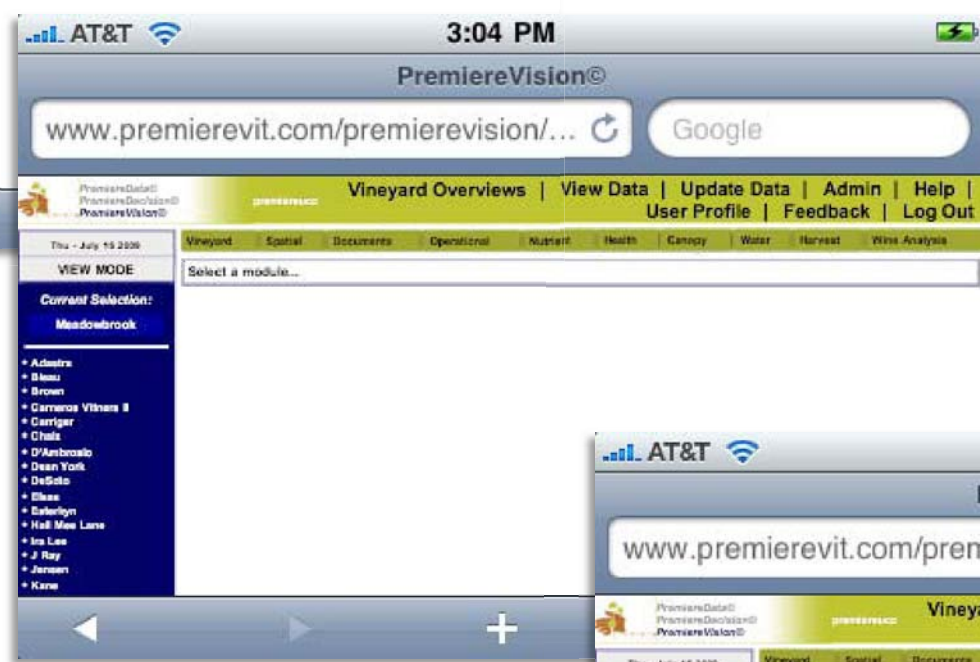 AT&T 3:04 PM
PremiereVision©
www.premierevit.com/premierevision/... Google
PremiereData©
PremiereDecision©
PremiereVision©
Vineyard Overviews | View Data | Update Data | Admin | Help |
User Profile | Feedback | Log Out
Thu - July 16 2009
Vineyard Spatial Documents Operational Nutrient Health Canopy Water Harvest Wine Analysis
VIEW MODE
Select a module...
Current Selection:
Meadowbrook
+ Adastra
+ Bleau
+ Brown
+ Carneros Vitners II
+ Carriger
+ Chals
+ D'Ambrosio
+ Dean York
+ DeSoto
+ Hall Mee Lane
+ Ira Lee
+ J Ray
+ Jensen
+ Kane
AT&T
www.premierevit.com/prem
PremiereData©
PremiereDecision©
PremiereVision©
Vineya
Vineyard Spatial Documents